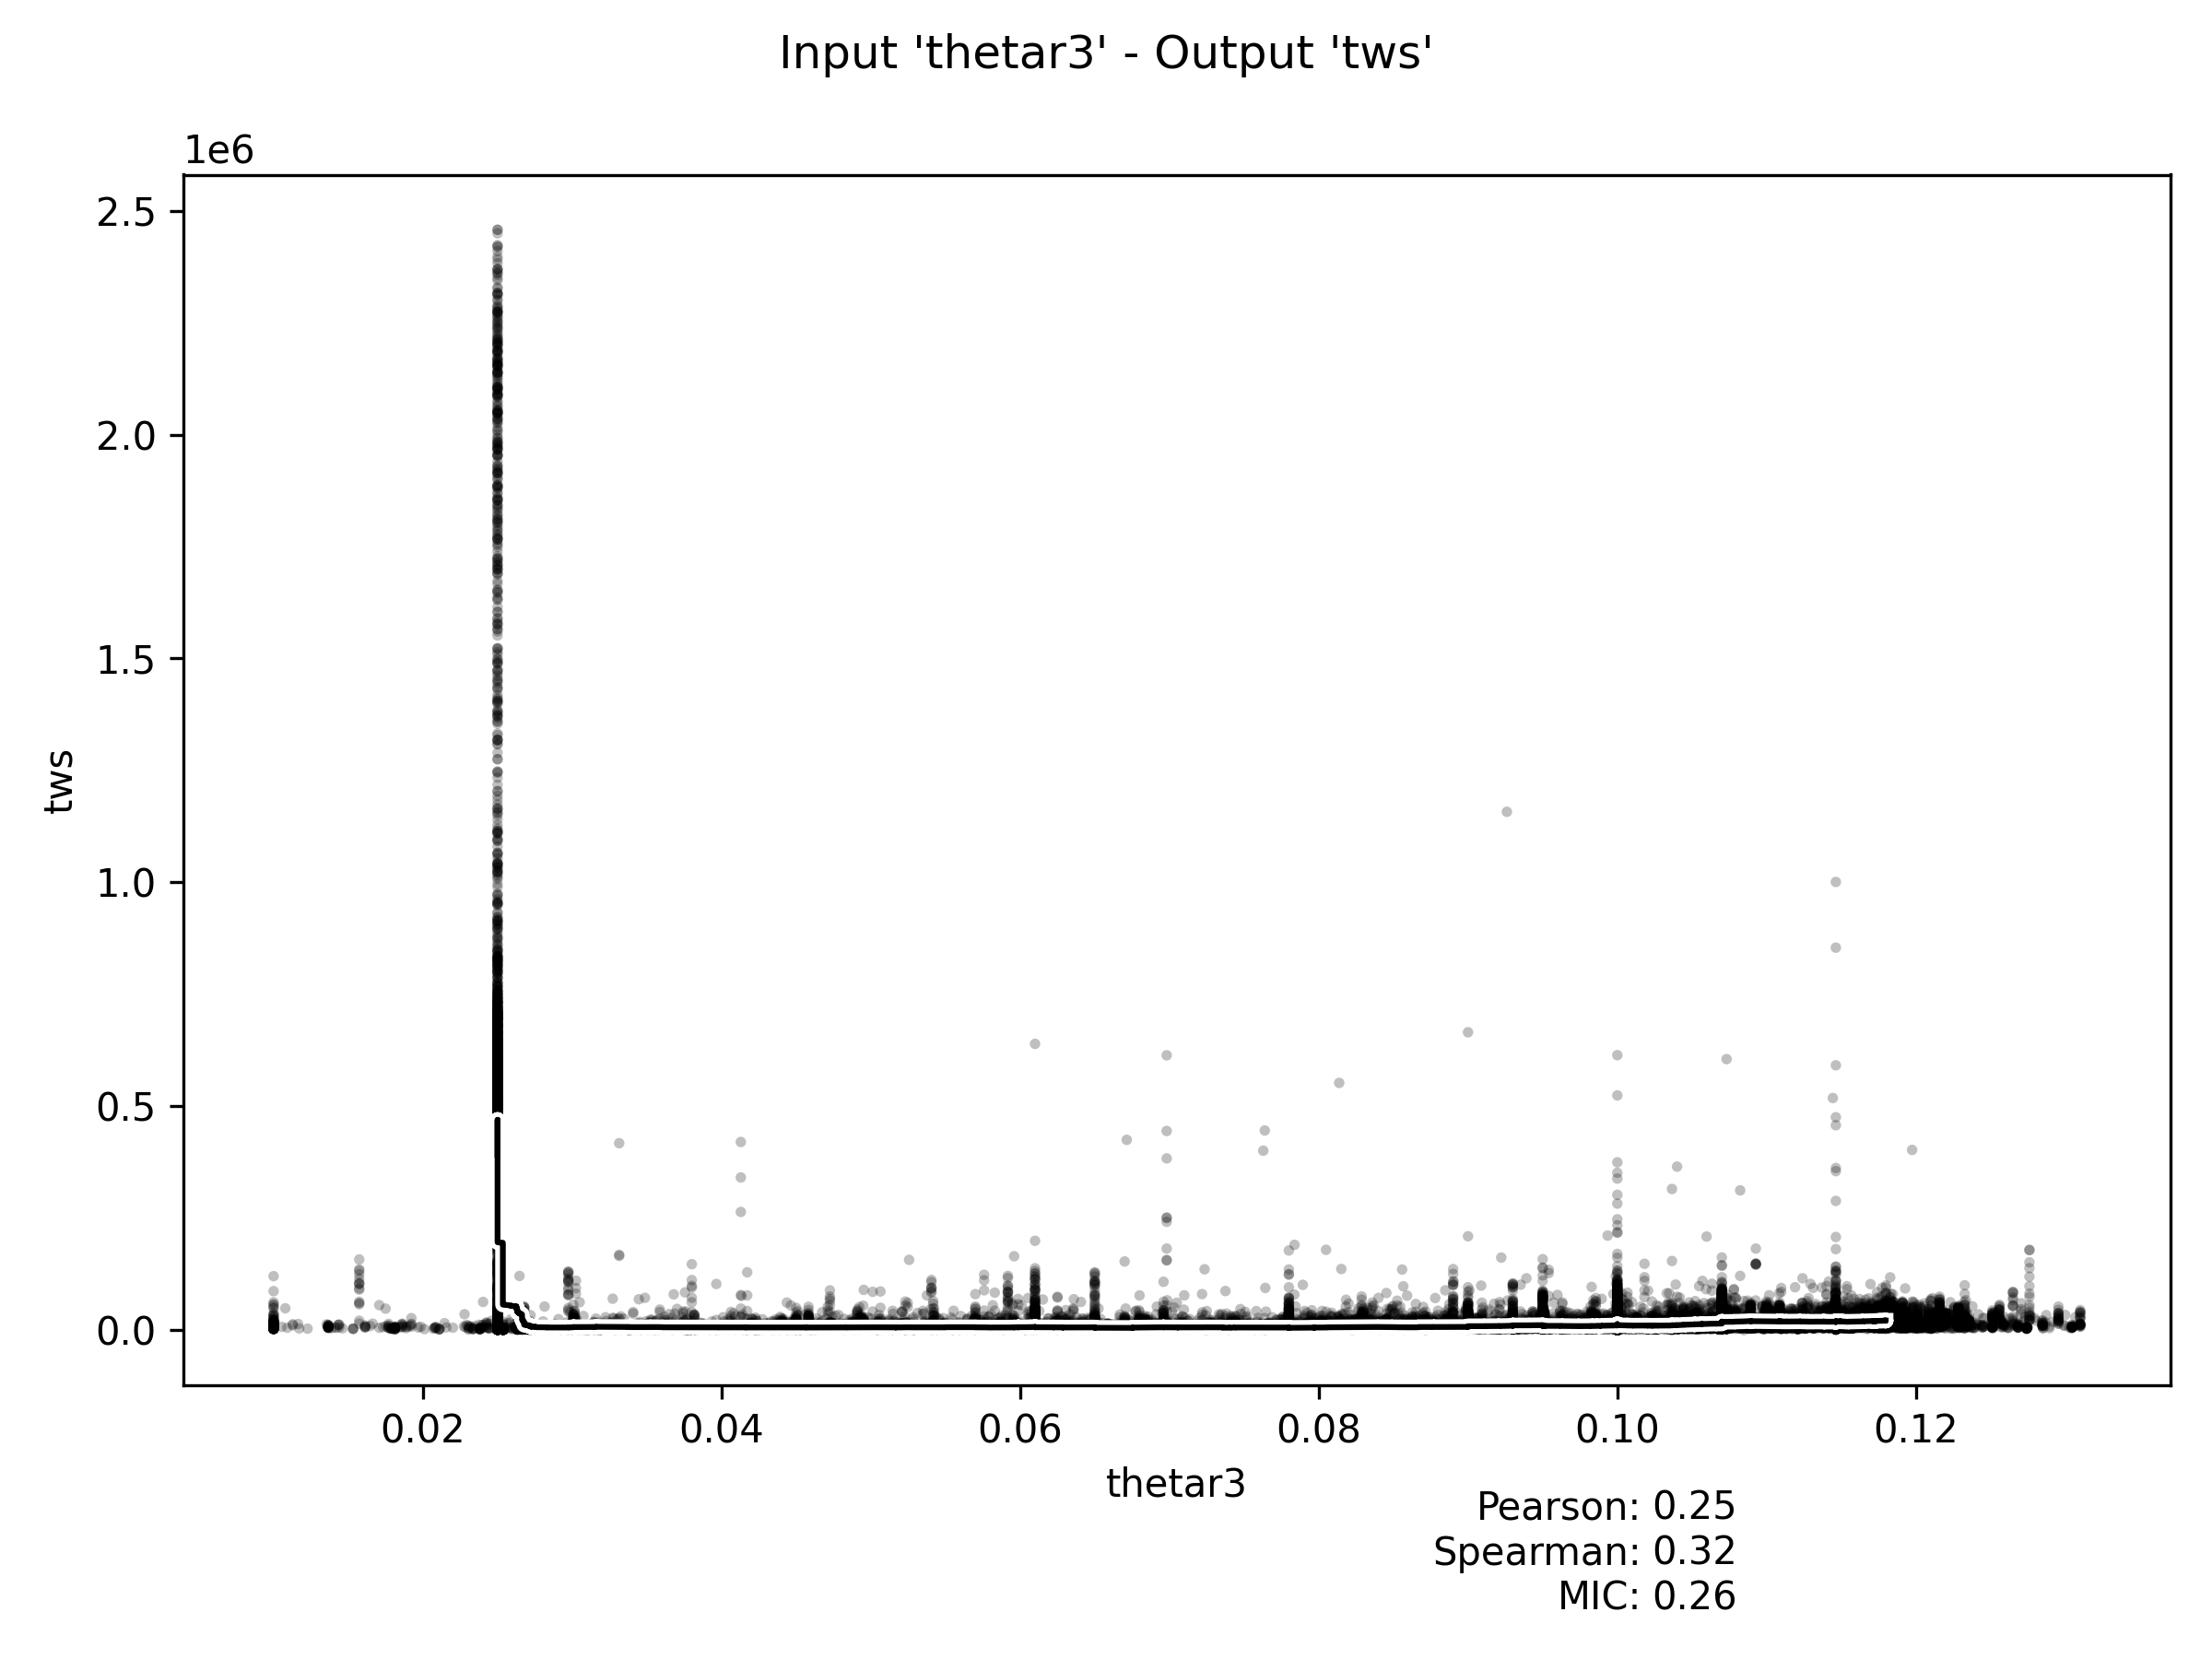 Input 'thetar3' - Output 'tws'
1e6
2.5
2.0
1.5
1.0
0.5
0.0
tws
0.02 0.04 0.06 0.08 0.10 0.12
thetar3
Pearson: 0.25
Spearman: 0.32
MIC: 0.26